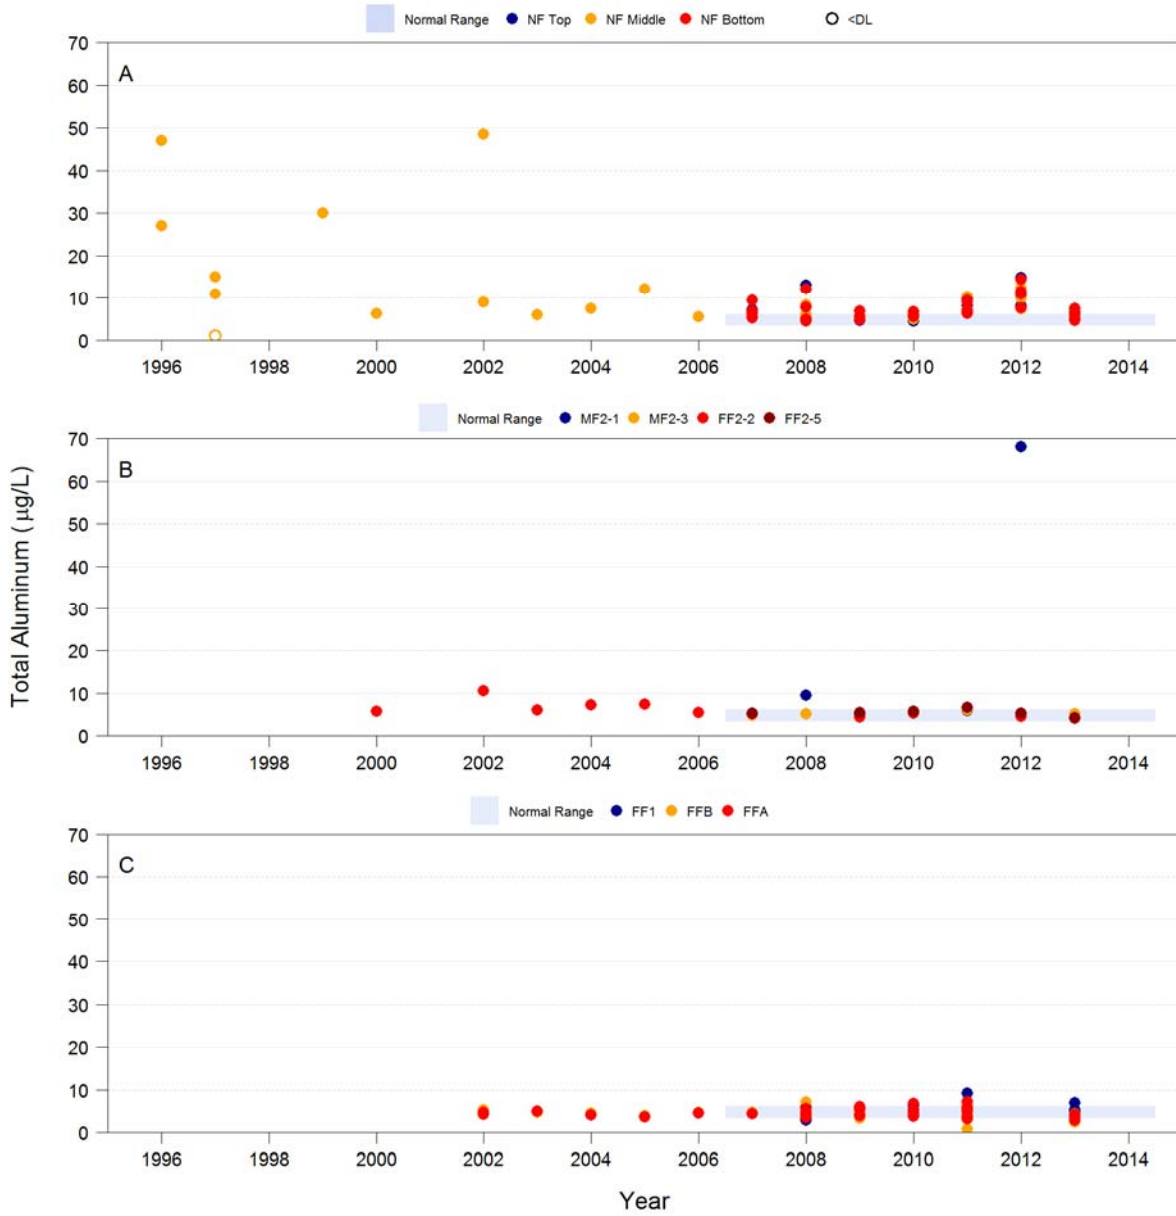 Normal Range NF Top NF Middle NF Bottom <DL
A
70
60
50
40
30
20
10
0
1996 1998 2000 2002 2004 2006 2008 2010 2012 2014
Normal Range MF2-1 MF2-3 FF2-2 FF2-5
B
70
60
50
40
30
20
10
0
1996 1998 2000 2002 2004 2006 2008 2010 2012 2014
Total Aluminum ( µg/L)
Normal Range FF1 FFB FFA
C
70
60
50
40
30
20
10
0
1996 1998 2000 2002 2004 2006 2008 2010 2012 2014
Year